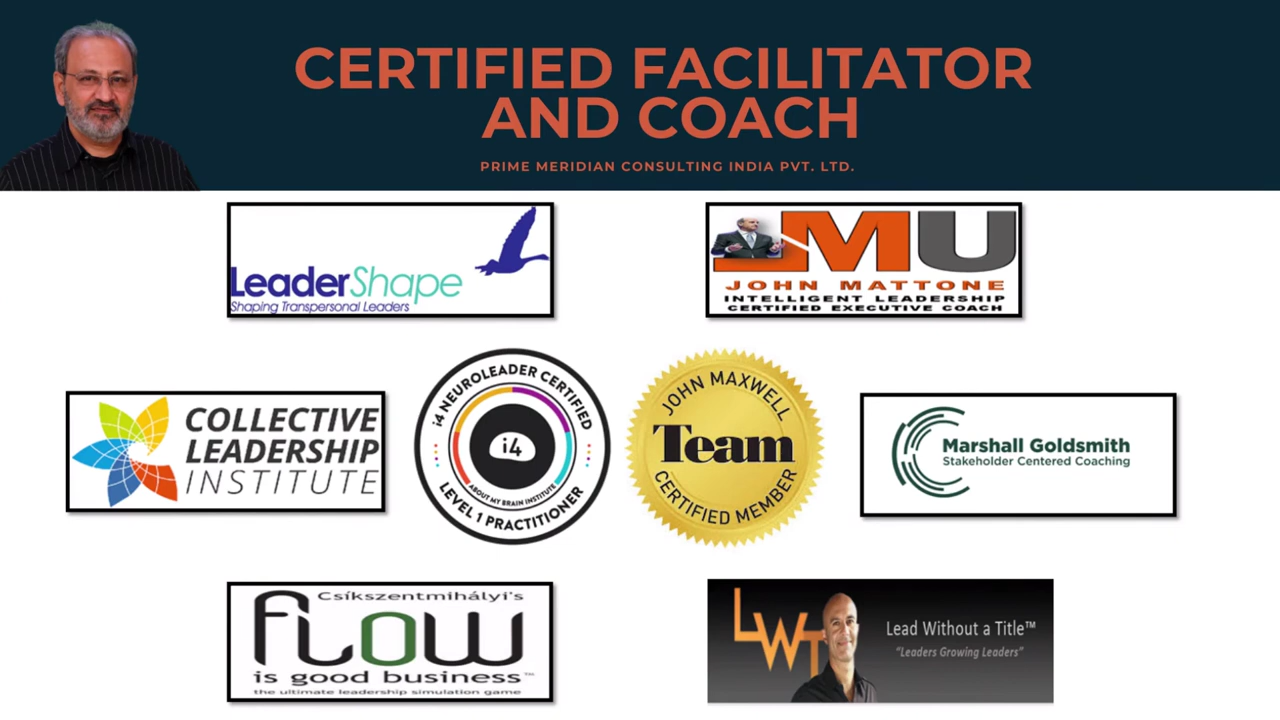 CERTIFIED FACILITATOR
AND COACH
PRIME MERIDIAN CONSULTING INDIA PVT. LTD.
LeaderShape
Shaping Transpersonal Leaders
JMU
JOHN MATTONE
INTELLIGENT LEADERSHIP
CERTIFIED EXECUTIVE COACH
COLLECTIVE
LEADERSHIP
INSTITUTE
i4 NEUROLEADER CERTIFIED
i4
ABOUT MY BRAIN INSTITUTE
LEVEL 1 PRACTITIONER
JOHN MAXWELL
Team
CERTIFIED MEMBER
Marshall Goldsmith
Stakeholder Centered Coaching
Csíkszentmihályi's
flow
is good business™
the ultimate leadership simulation game
LWT
Lead Without a Title™
“Leaders Growing Leaders”